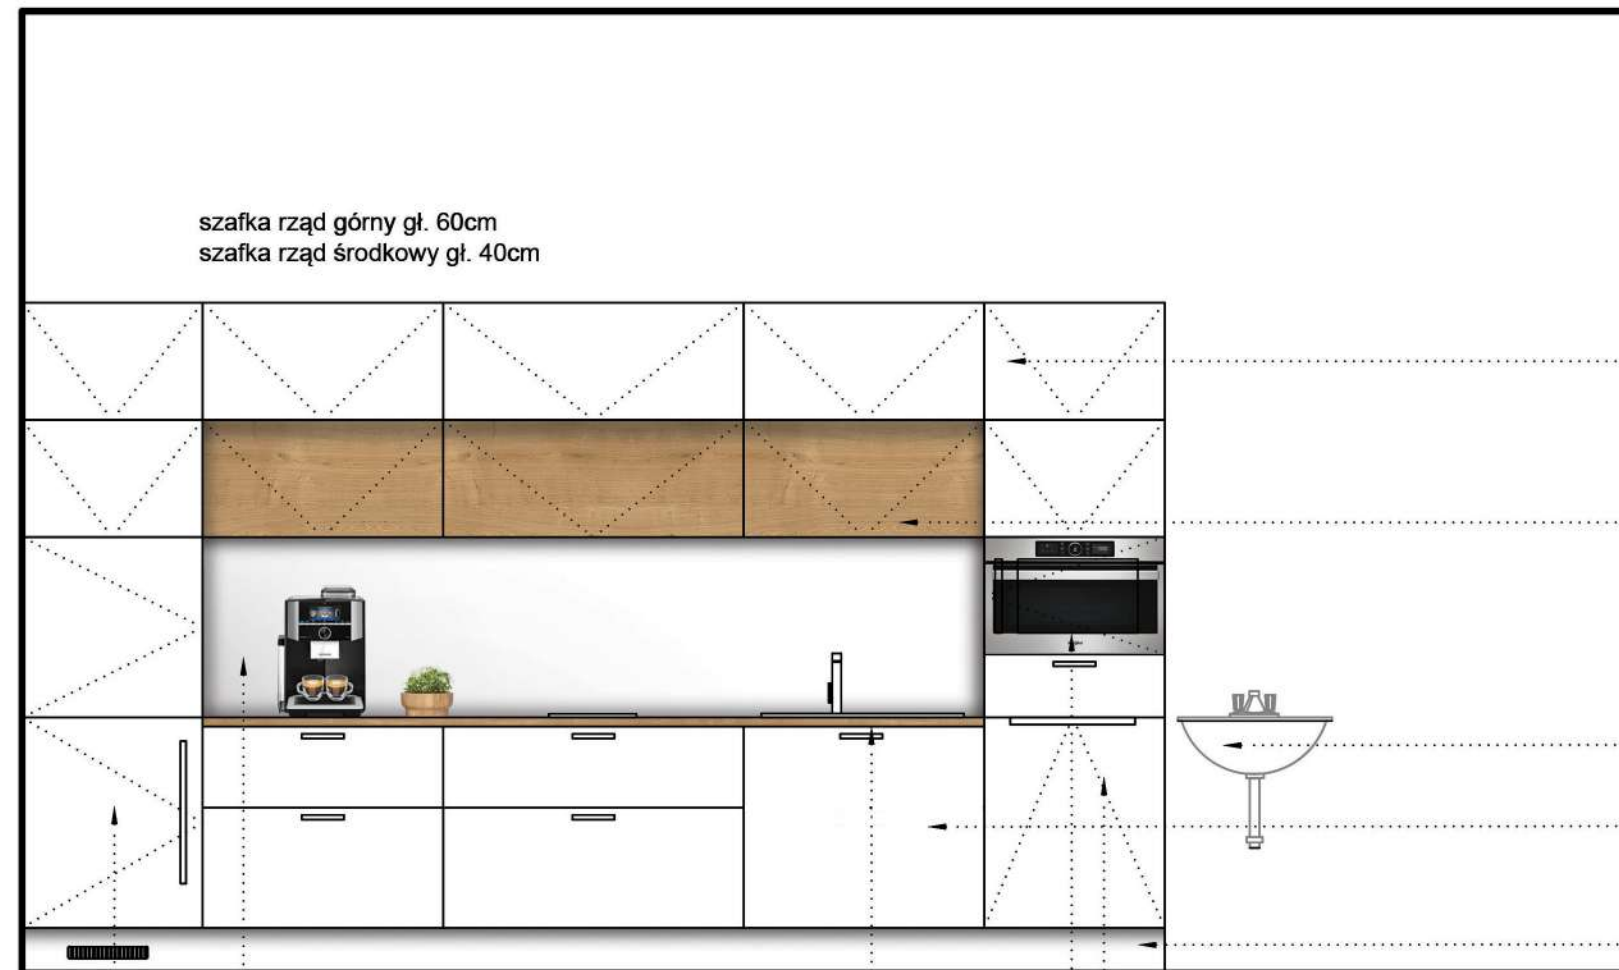 szafka rząd górny gł. 60cm
szafka rząd środkowy gł. 40cm